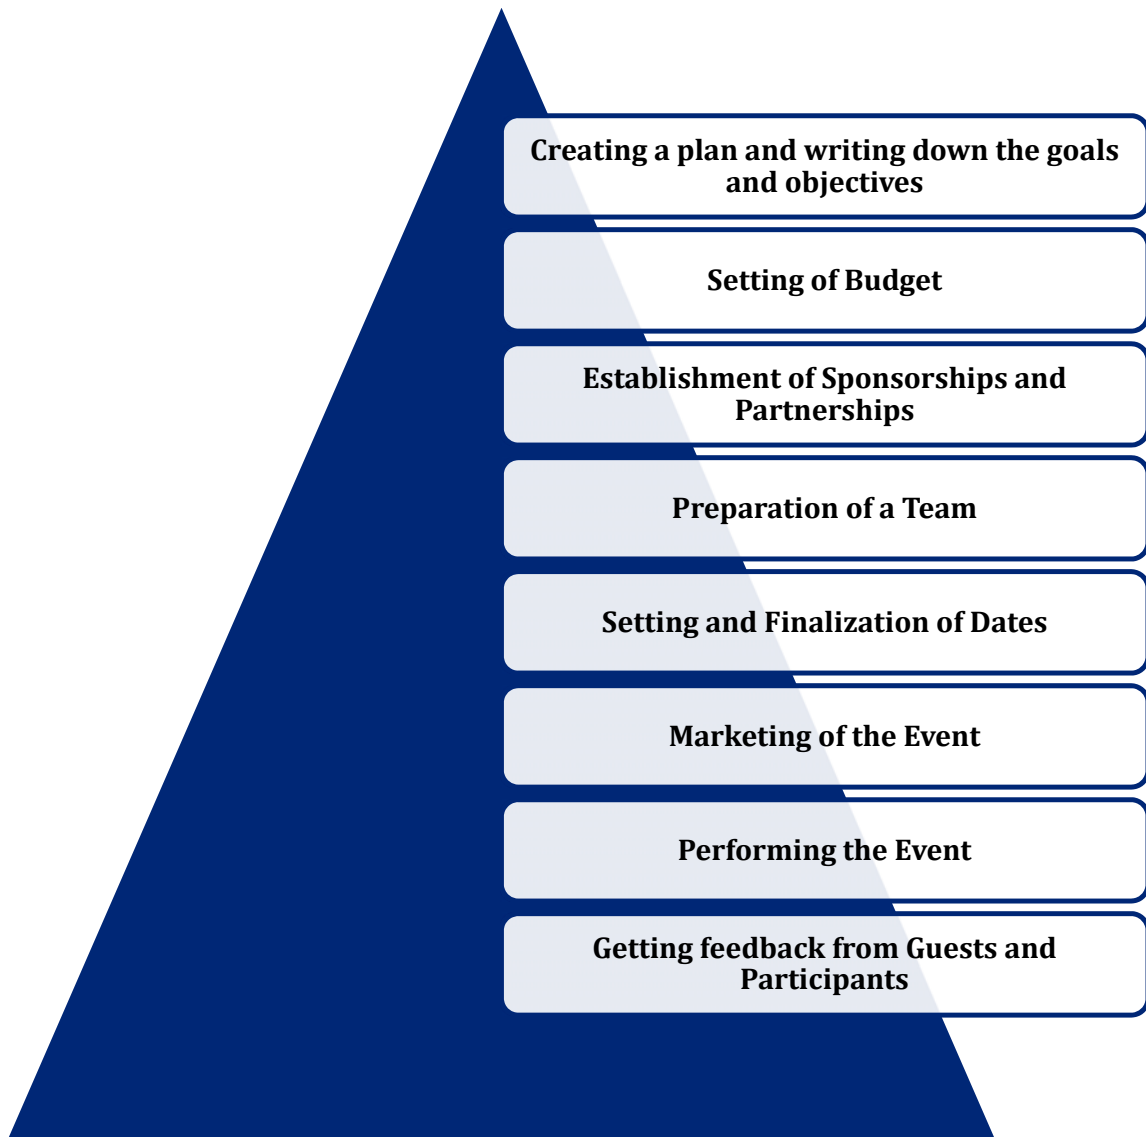 Creating a plan and writing down the goals
and objectives
Setting of Budget
Establishment of Sponsorships and
Partnerships
Preparation of a Team
Setting and Finalization of Dates
Marketing of the Event
Performing the Event
Getting feedback from Guests and
Participants